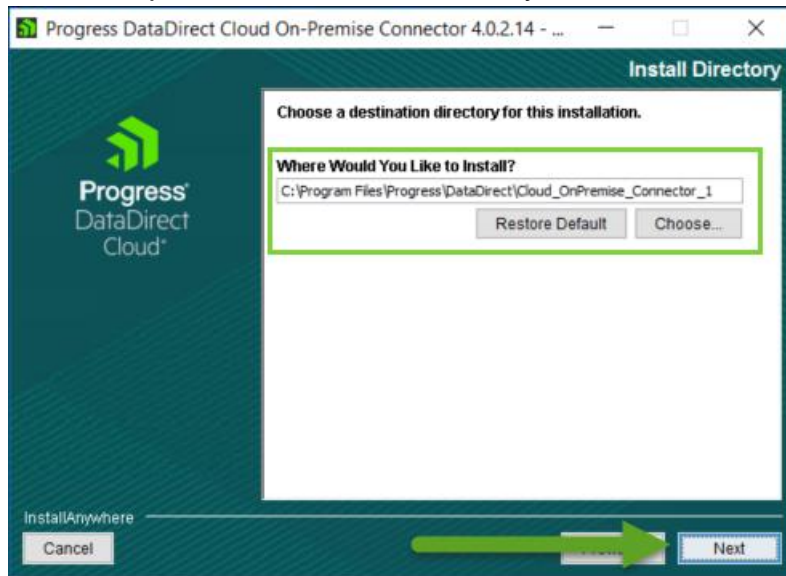 Progress DataDirect Cloud On-Premise Connector 4.0.2.14 - ...
Install Directory
Choose a destination directory for this installation.
Where Would You Like to Install?
C:\Program Files\Progress\DataDirect\Cloud_OnPremise_Connector_1
Restore Default
Choose...
Progress®
DataDirect
Cloud®
InstallAnywhere
Cancel
Next